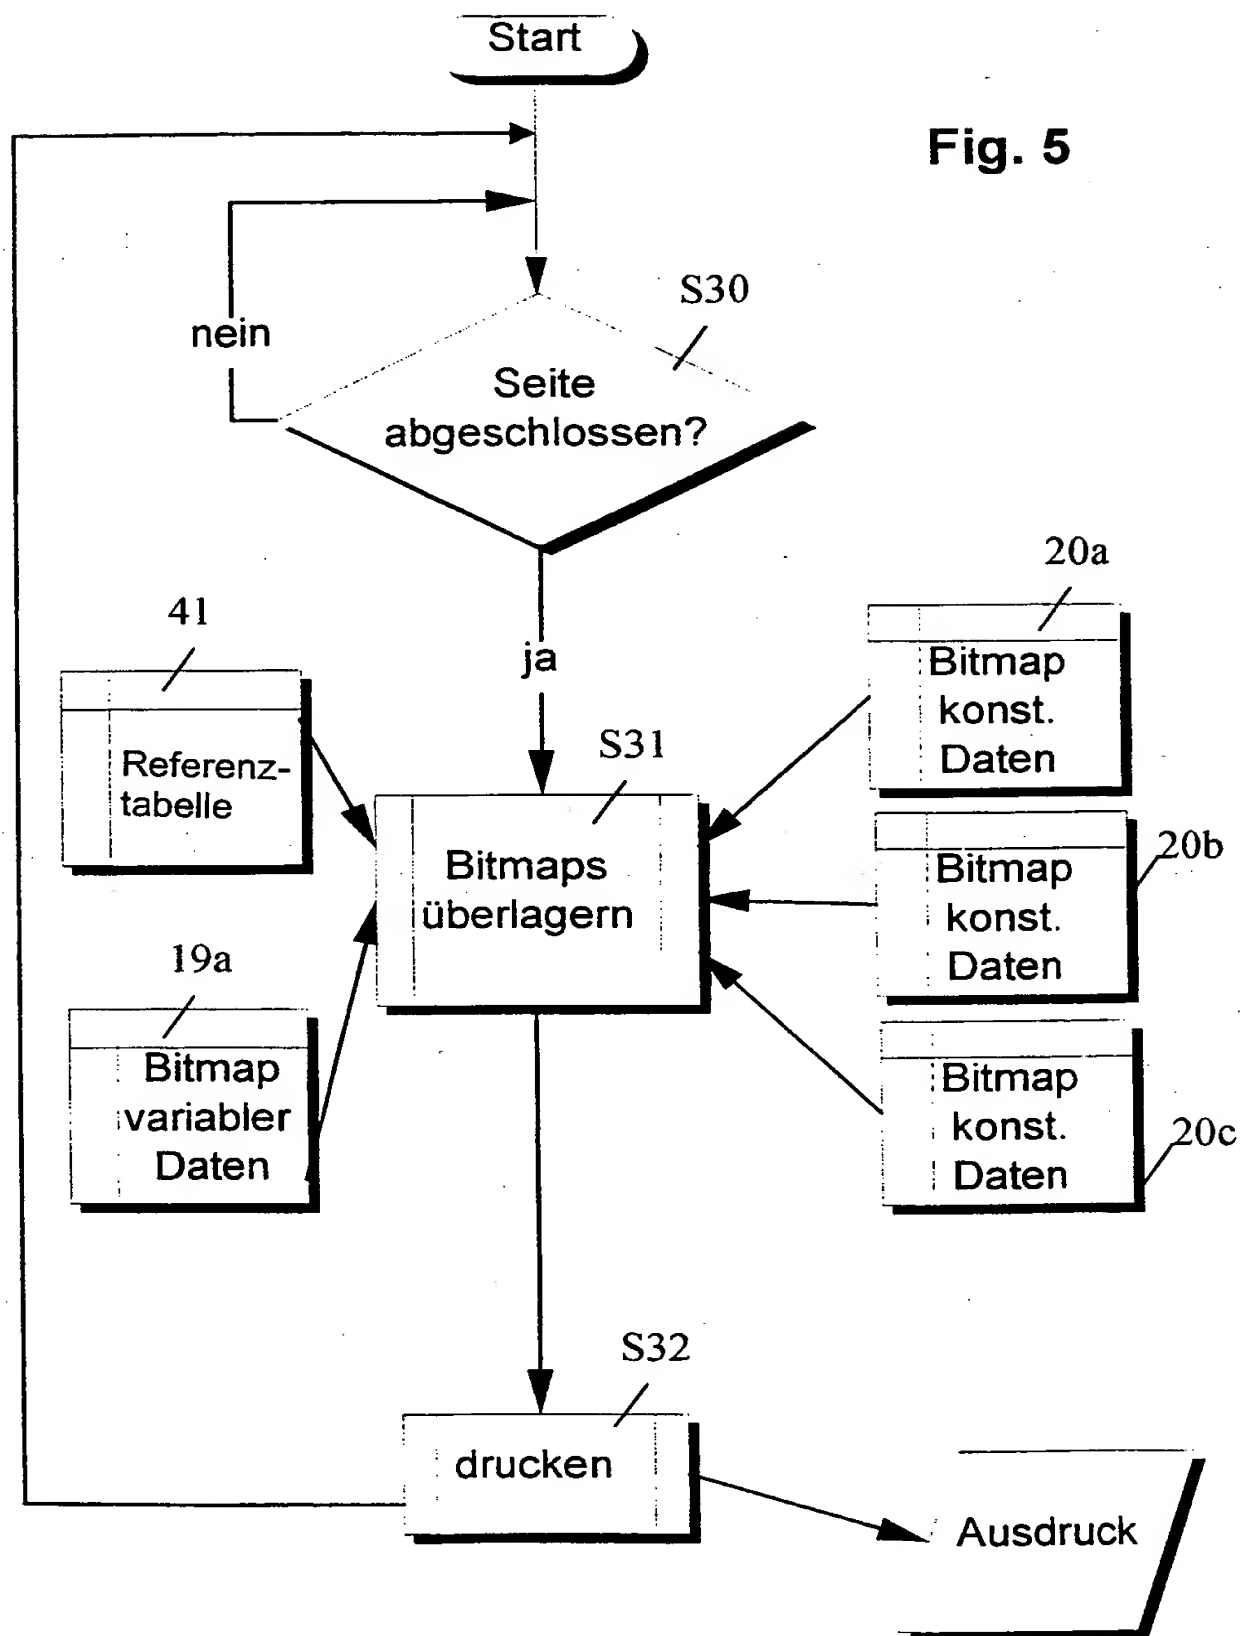 Start
Fig. 5
S30
nein
Seite
abgeschlossen?
20a
41
ja
Bitmap
konst.
Daten
S31
Referenz-
tabelle
Bitmaps
überlagern
20b
Bitmap
konst.
Daten
19a
Bitmap
variabler
Daten
Bitmap
konst.
Daten
20c
S32
drucken
Ausdruck